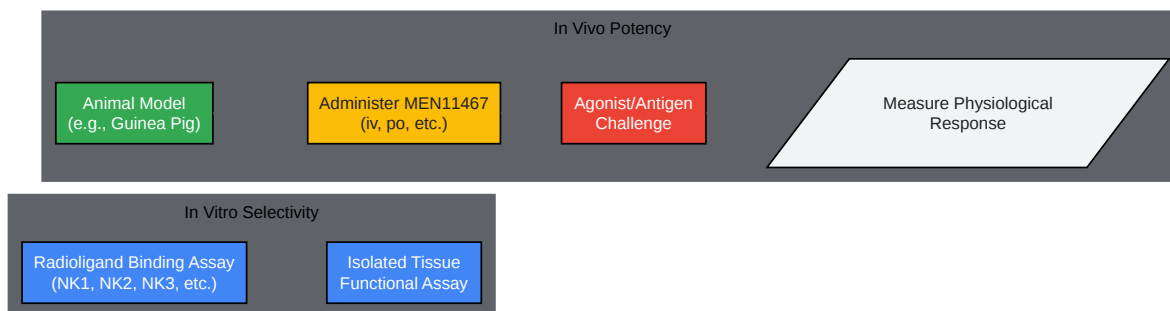 In Vivo Potency
Animal Model
(e.g., Guinea Pig)
Administer MEN11467
(iv, po, etc.)
Agonist/Antigen
Challenge
Measure Physiological
Response
In Vitro Selectivity
Radioligand Binding Assay
(NK1, NK2, NK3, etc.)
Isolated Tissue
Functional Assay